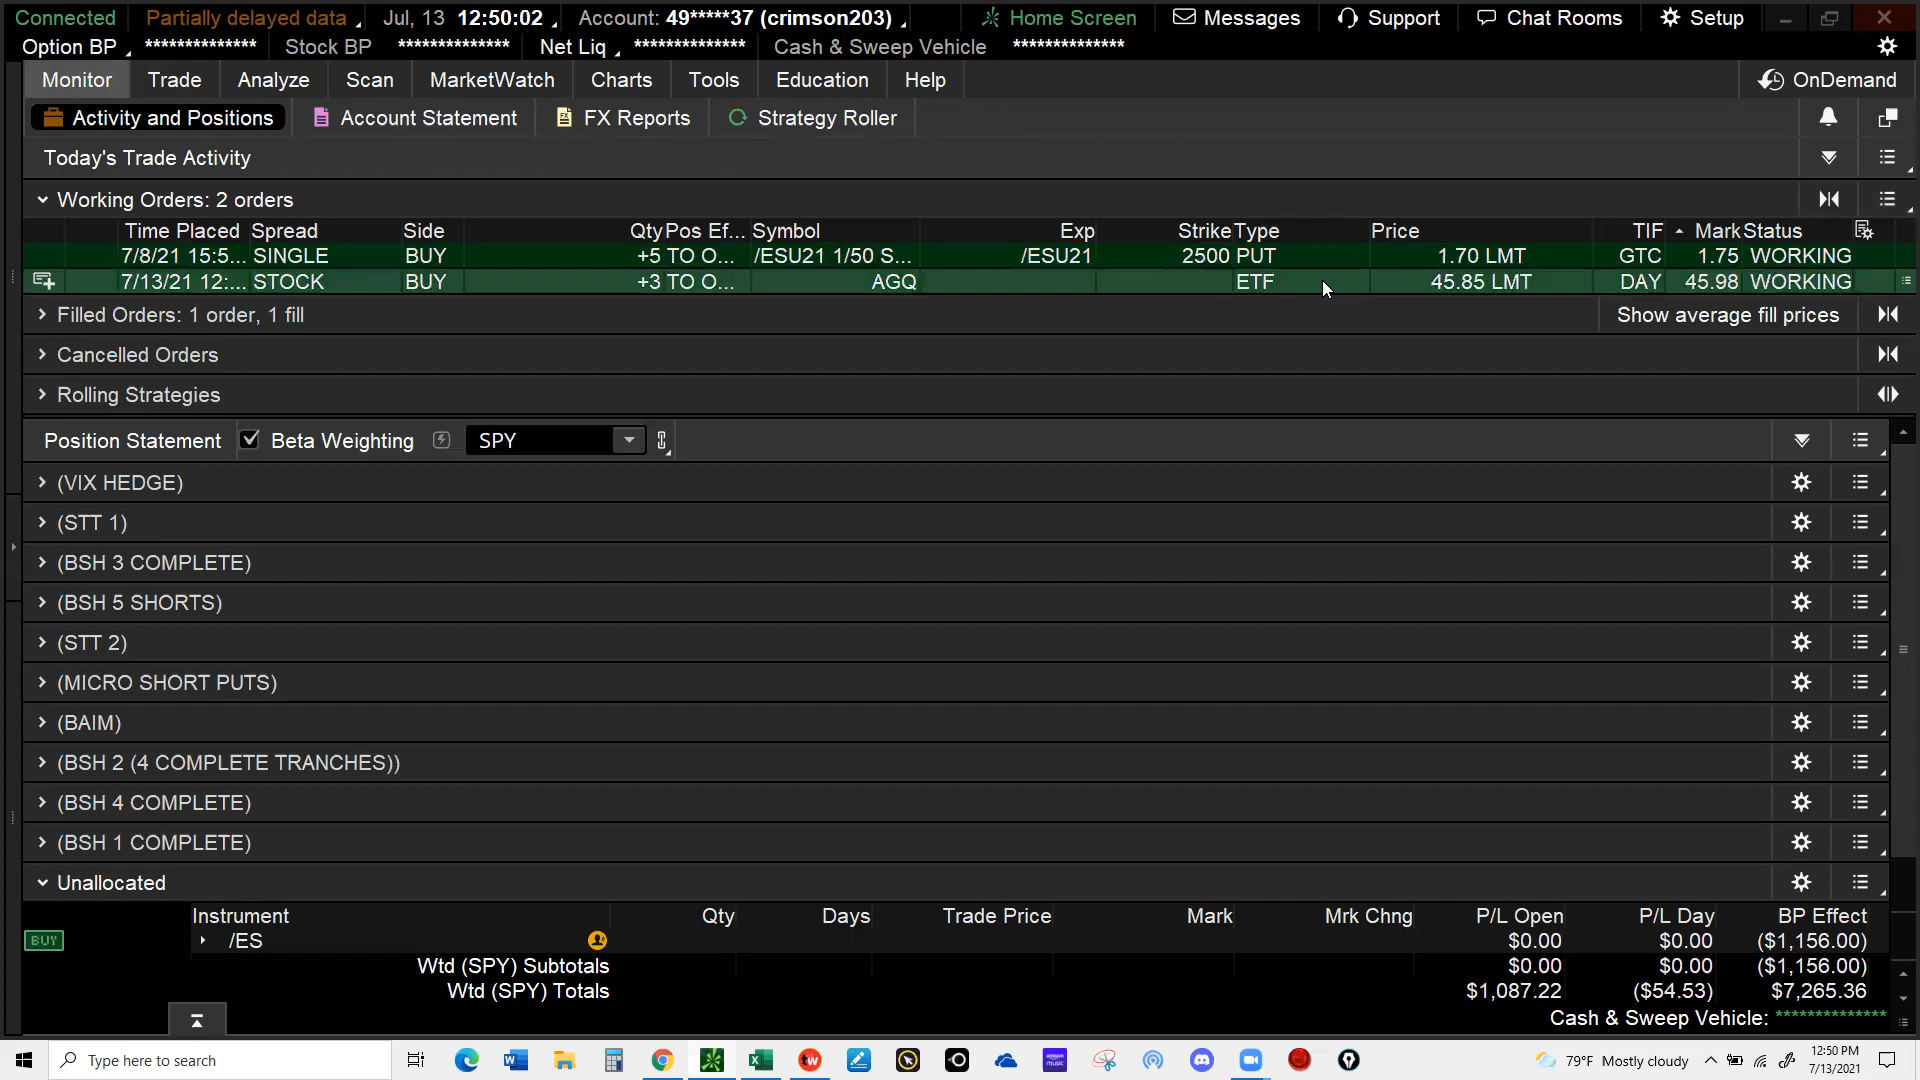 Connected Partially delayed data Jul, 13 12:50:02 Account: 49*****37 (crimson203) Home Screen Messages Support Chat Rooms Setup
Option BP ************** Stock BP ************** Net Liq ************** Cash & Sweep Vehicle **************
Monitor Trade Analyze Scan MarketWatch Charts Tools Education Help OnDemand
Activity and Positions Account Statement FX Reports Strategy Roller
Today's Trade Activity
Working Orders: 2 orders
Time Placed Spread Side Qty Pos Ef... Symbol Exp Strike Type Price TIF Mark Status
7/8/21 15:5... SINGLE BUY +5 TO O... /ESU21 1/50 S... /ESU21 2500 PUT 1.70 LMT GTC 1.75 WORKING
7/13/21 12:... STOCK BUY +3 TO O... AGQ ETF 45.85 LMT DAY 45.98 WORKING
Filled Orders: 1 order, 1 fill Show average fill prices
Cancelled Orders
Rolling Strategies
Position Statement Beta Weighting SPY
(VIX HEDGE)
(STT 1)
(BSH 3 COMPLETE)
(BSH 5 SHORTS)
(STT 2)
(MICRO SHORT PUTS)
(BAIM)
(BSH 2 (4 COMPLETE TRANCHES))
(BSH 4 COMPLETE)
(BSH 1 COMPLETE)
Unallocated
Instrument Qty Days Trade Price Mark Mrk Chng P/L Open P/L Day BP Effect
BUY /ES $0.00 $0.00 ($1,156.00)
Wtd (SPY) Subtotals $0.00 $0.00 ($1,156.00)
Wtd (SPY) Totals $1,087.22 ($54.53) $7,265.36
Cash & Sweep Vehicle: **************
Type here to search 79°F Mostly cloudy 12:50 PM
7/13/2021